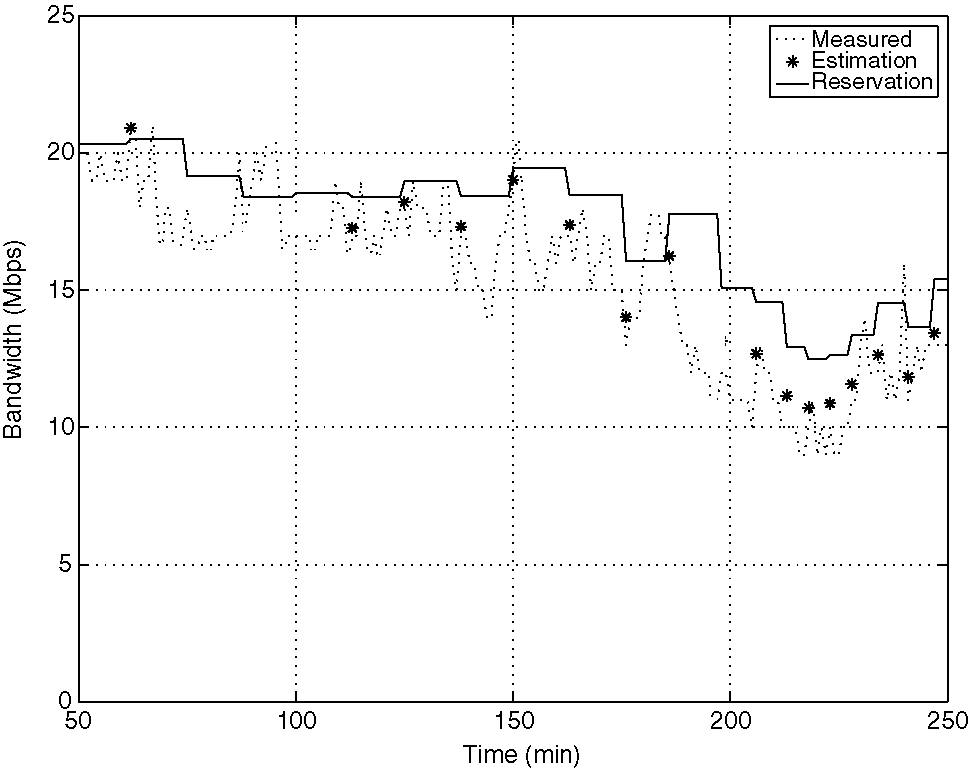 25
20
15
10
5
0
Bandwidth (Mbps)
Measured
Estimation
Reservation
50 100 150 200 250
Time (min)